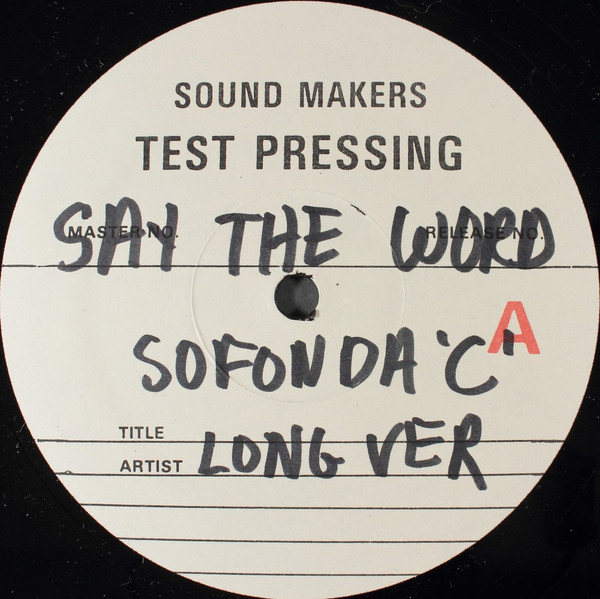 SOUND MAKERS
TEST PRESSING
MASTER NO. RELEASE NO.
SAY THE WORD
A
SOFONDA 'C'
TITLE
ARTIST LONG VER